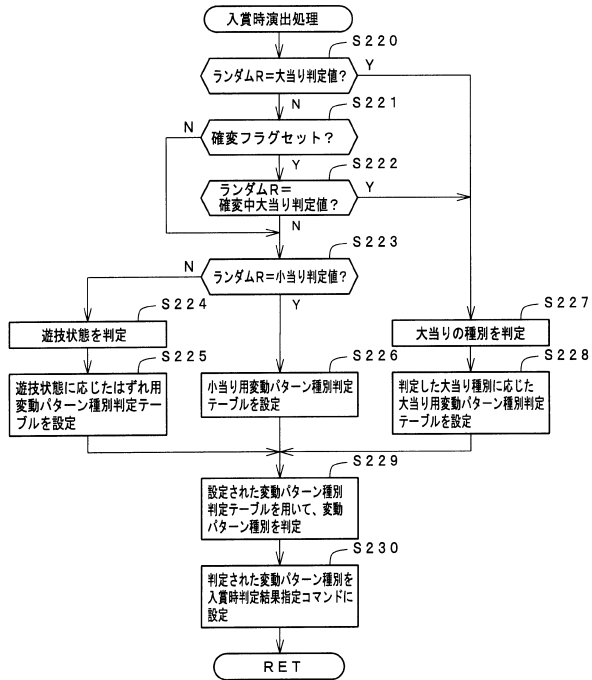 入賞時演出処理
S220
ランダムR=大当り判定値?
Y
N
S221
確変フラグセット?
N
Y
S222
ランダムR=
確変中大当り判定値?
Y
N
S223
ランダムR=小当り判定値?
N
Y
S224
遊技状態を判定
S227
大当りの種別を判定
S225
遊技状態に応じたはずれ用
変動パターン種別判定テー
ブルを設定
S226
小当り用変動パターン種別判定
テーブルを設定
S228
判定した大当り種別に応じた
大当り用変動パターン種別判定
テーブルを設定
S229
設定された変動パターン種別
判定テーブルを用いて、変動
パターン種別を判定
S230
判定された変動パターン種別を
入賞時判定結果指定コマンドに
設定
RET